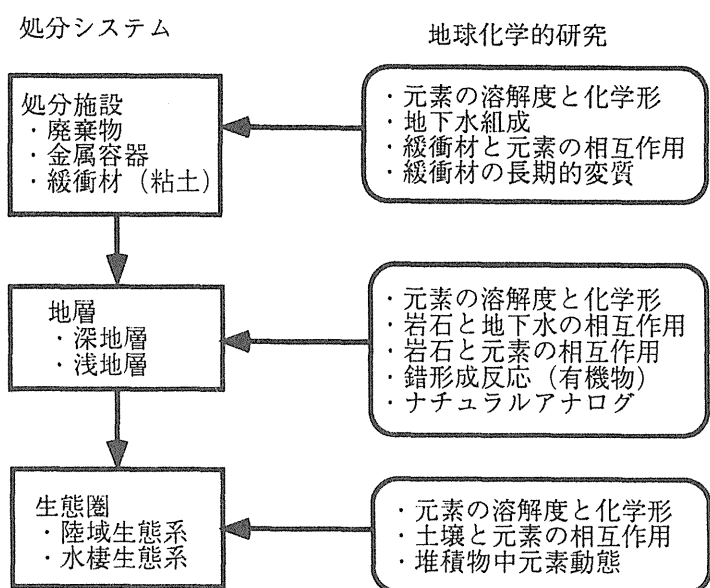 処分システム
地球化学的研究
処分施設
・廃棄物
・金属容器
・緩衝材（粘土）
・元素の溶解度と化学形
・地下水組成
・緩衝材と元素の相互作用
・緩衝材の長期的変質
地層
・深地層
・浅地層
・元素の溶解度と化学形
・岩石と地下水の相互作用
・岩石と元素の相互作用
・錯形成反応（有機物）
・ナチュラルアナログ
生態圏
・陸域生態系
・水棲生態系
・元素の溶解度と化学形
・土壌と元素の相互作用
・堆積物中元素動態